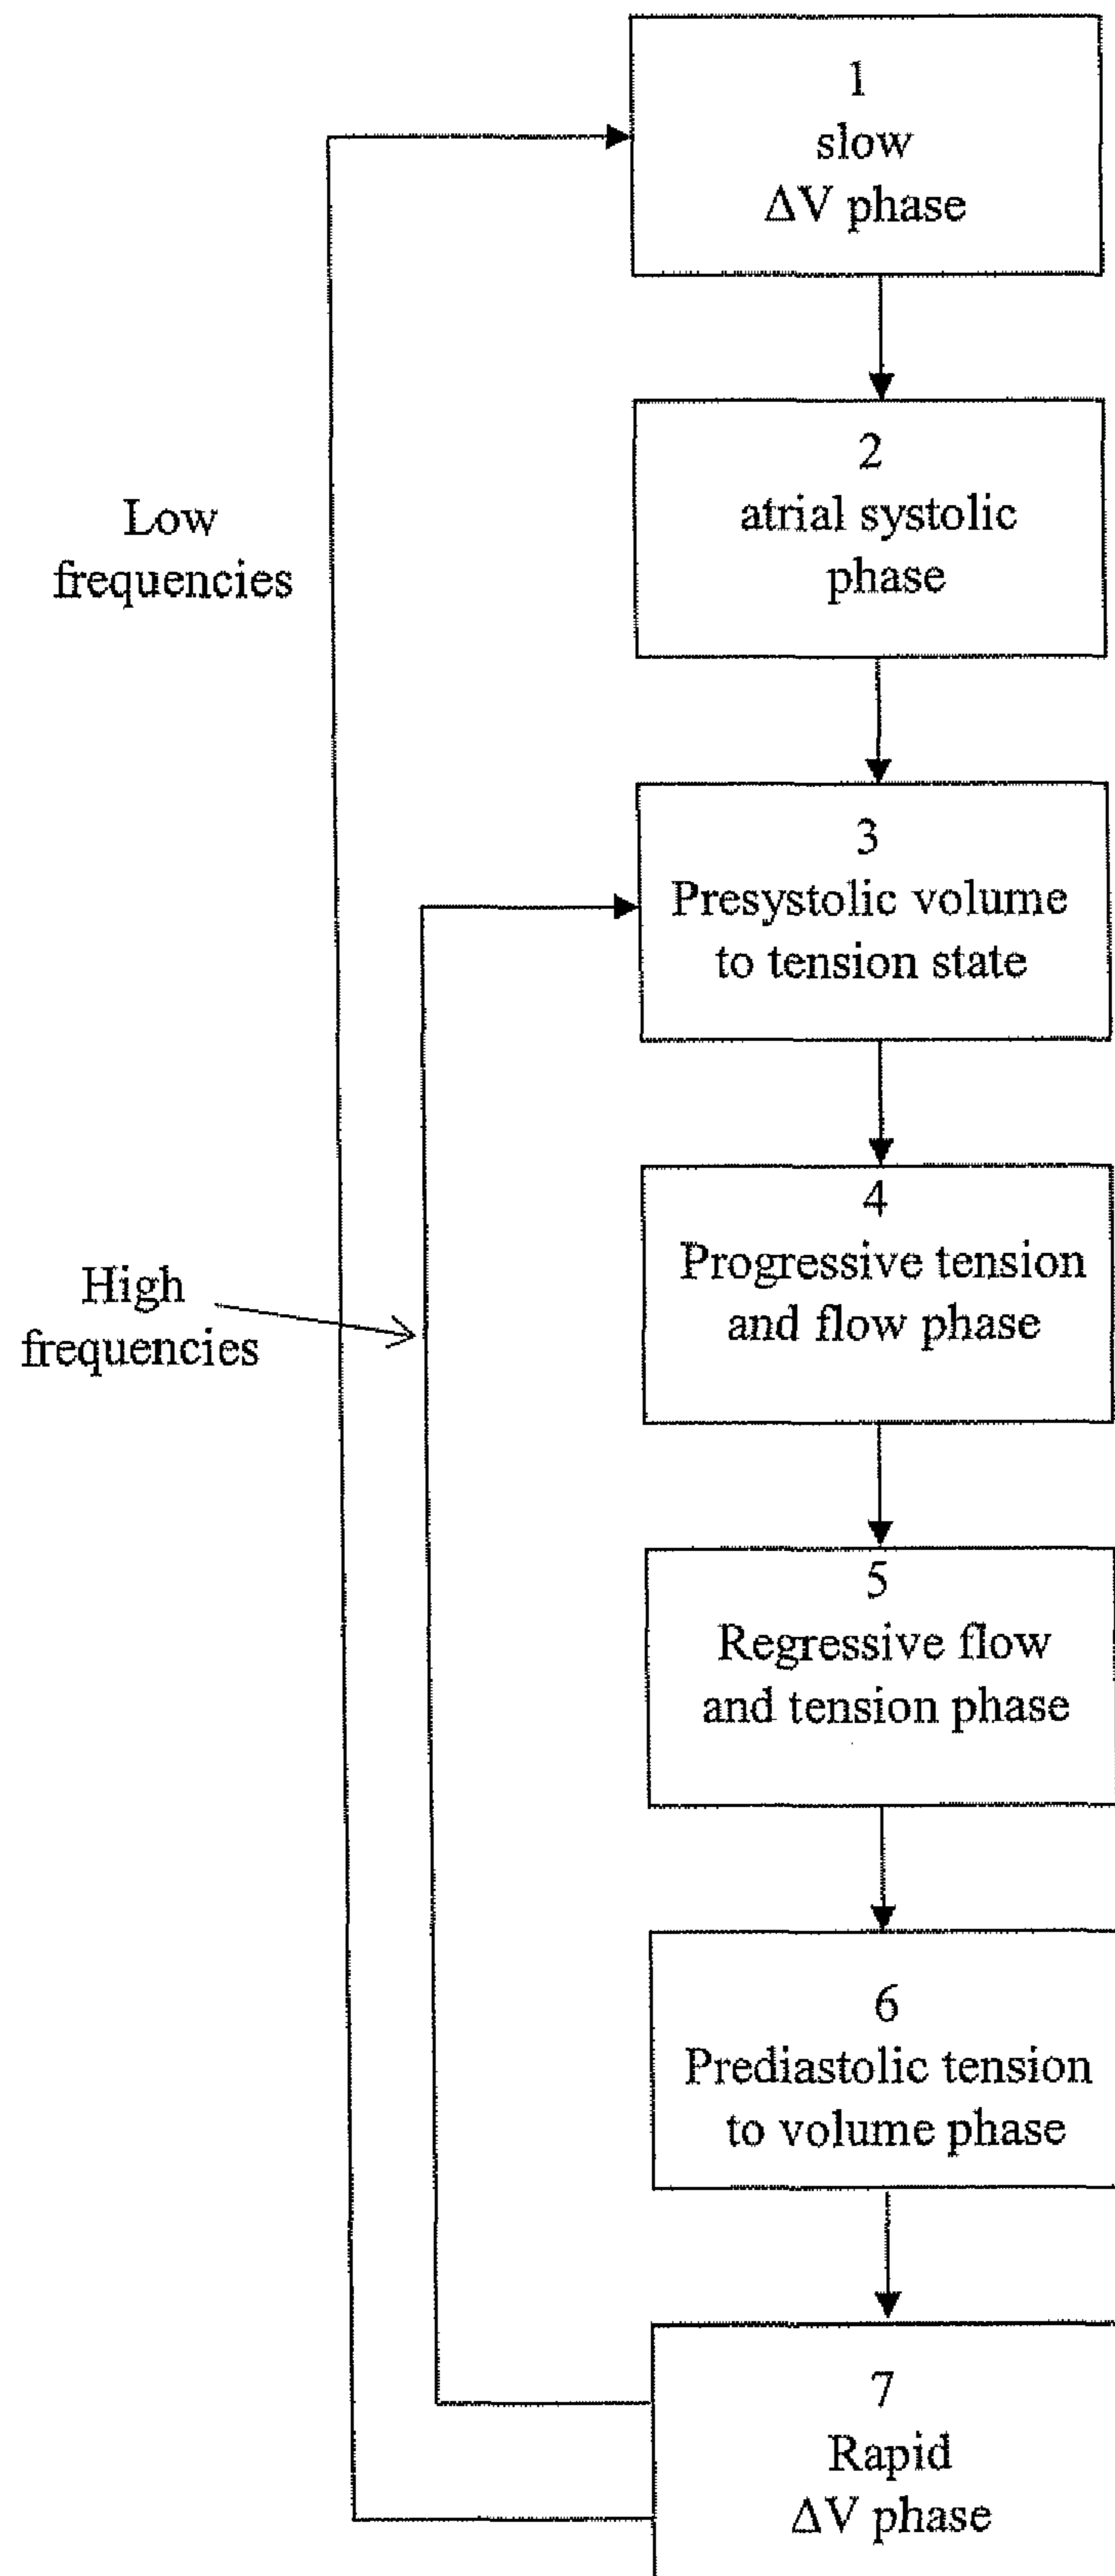 1
slow
ΔV phase
2
atrial systolic
phase
Low
frequencies
3
Presystolic volume
to tension state
4
Progressive tension
and flow phase
High
frequencies
5
Regressive flow
and tension phase
6
Prediastolic tension
to volume phase
7
Rapid
ΔV phase